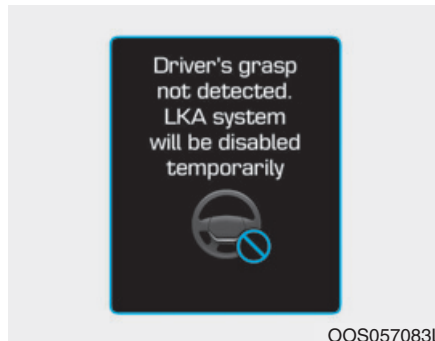 Driver's grasp
not detected.
LKA system
will be disabled
temporarily
OOS057083L